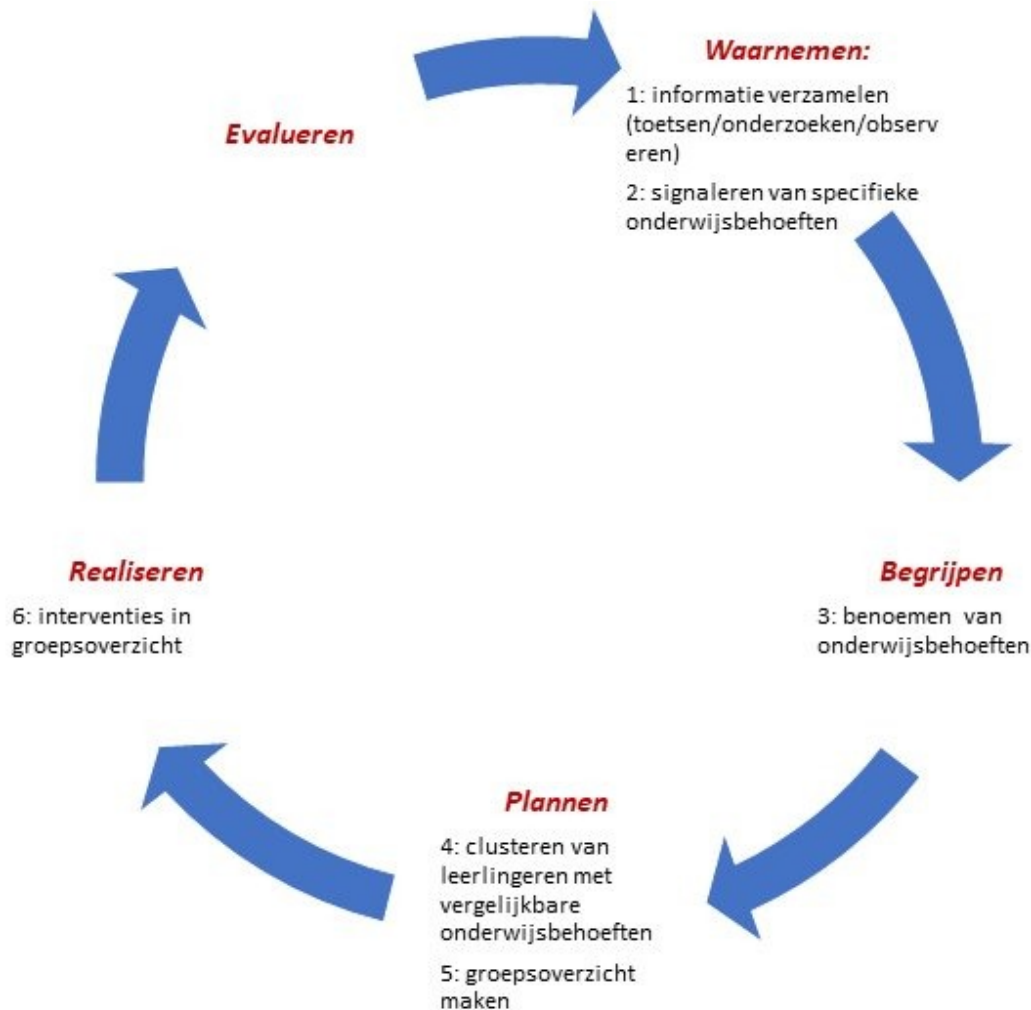 Evalueren
Waarnemen:
1: informatie verzamelen
(toetsen/onderzoeken/observ
eren)
2: signaleren van specifieke
onderwijsbehoeften
Begrijpen
3: benoemen van
onderwijsbehoeften
Plannen
4: clusteren van
leerlingeren met
vergelijkbare
onderwijsbehoeften
5: groepsoverzicht
maken
Realiseren
6: interventies in
groepsoverzicht